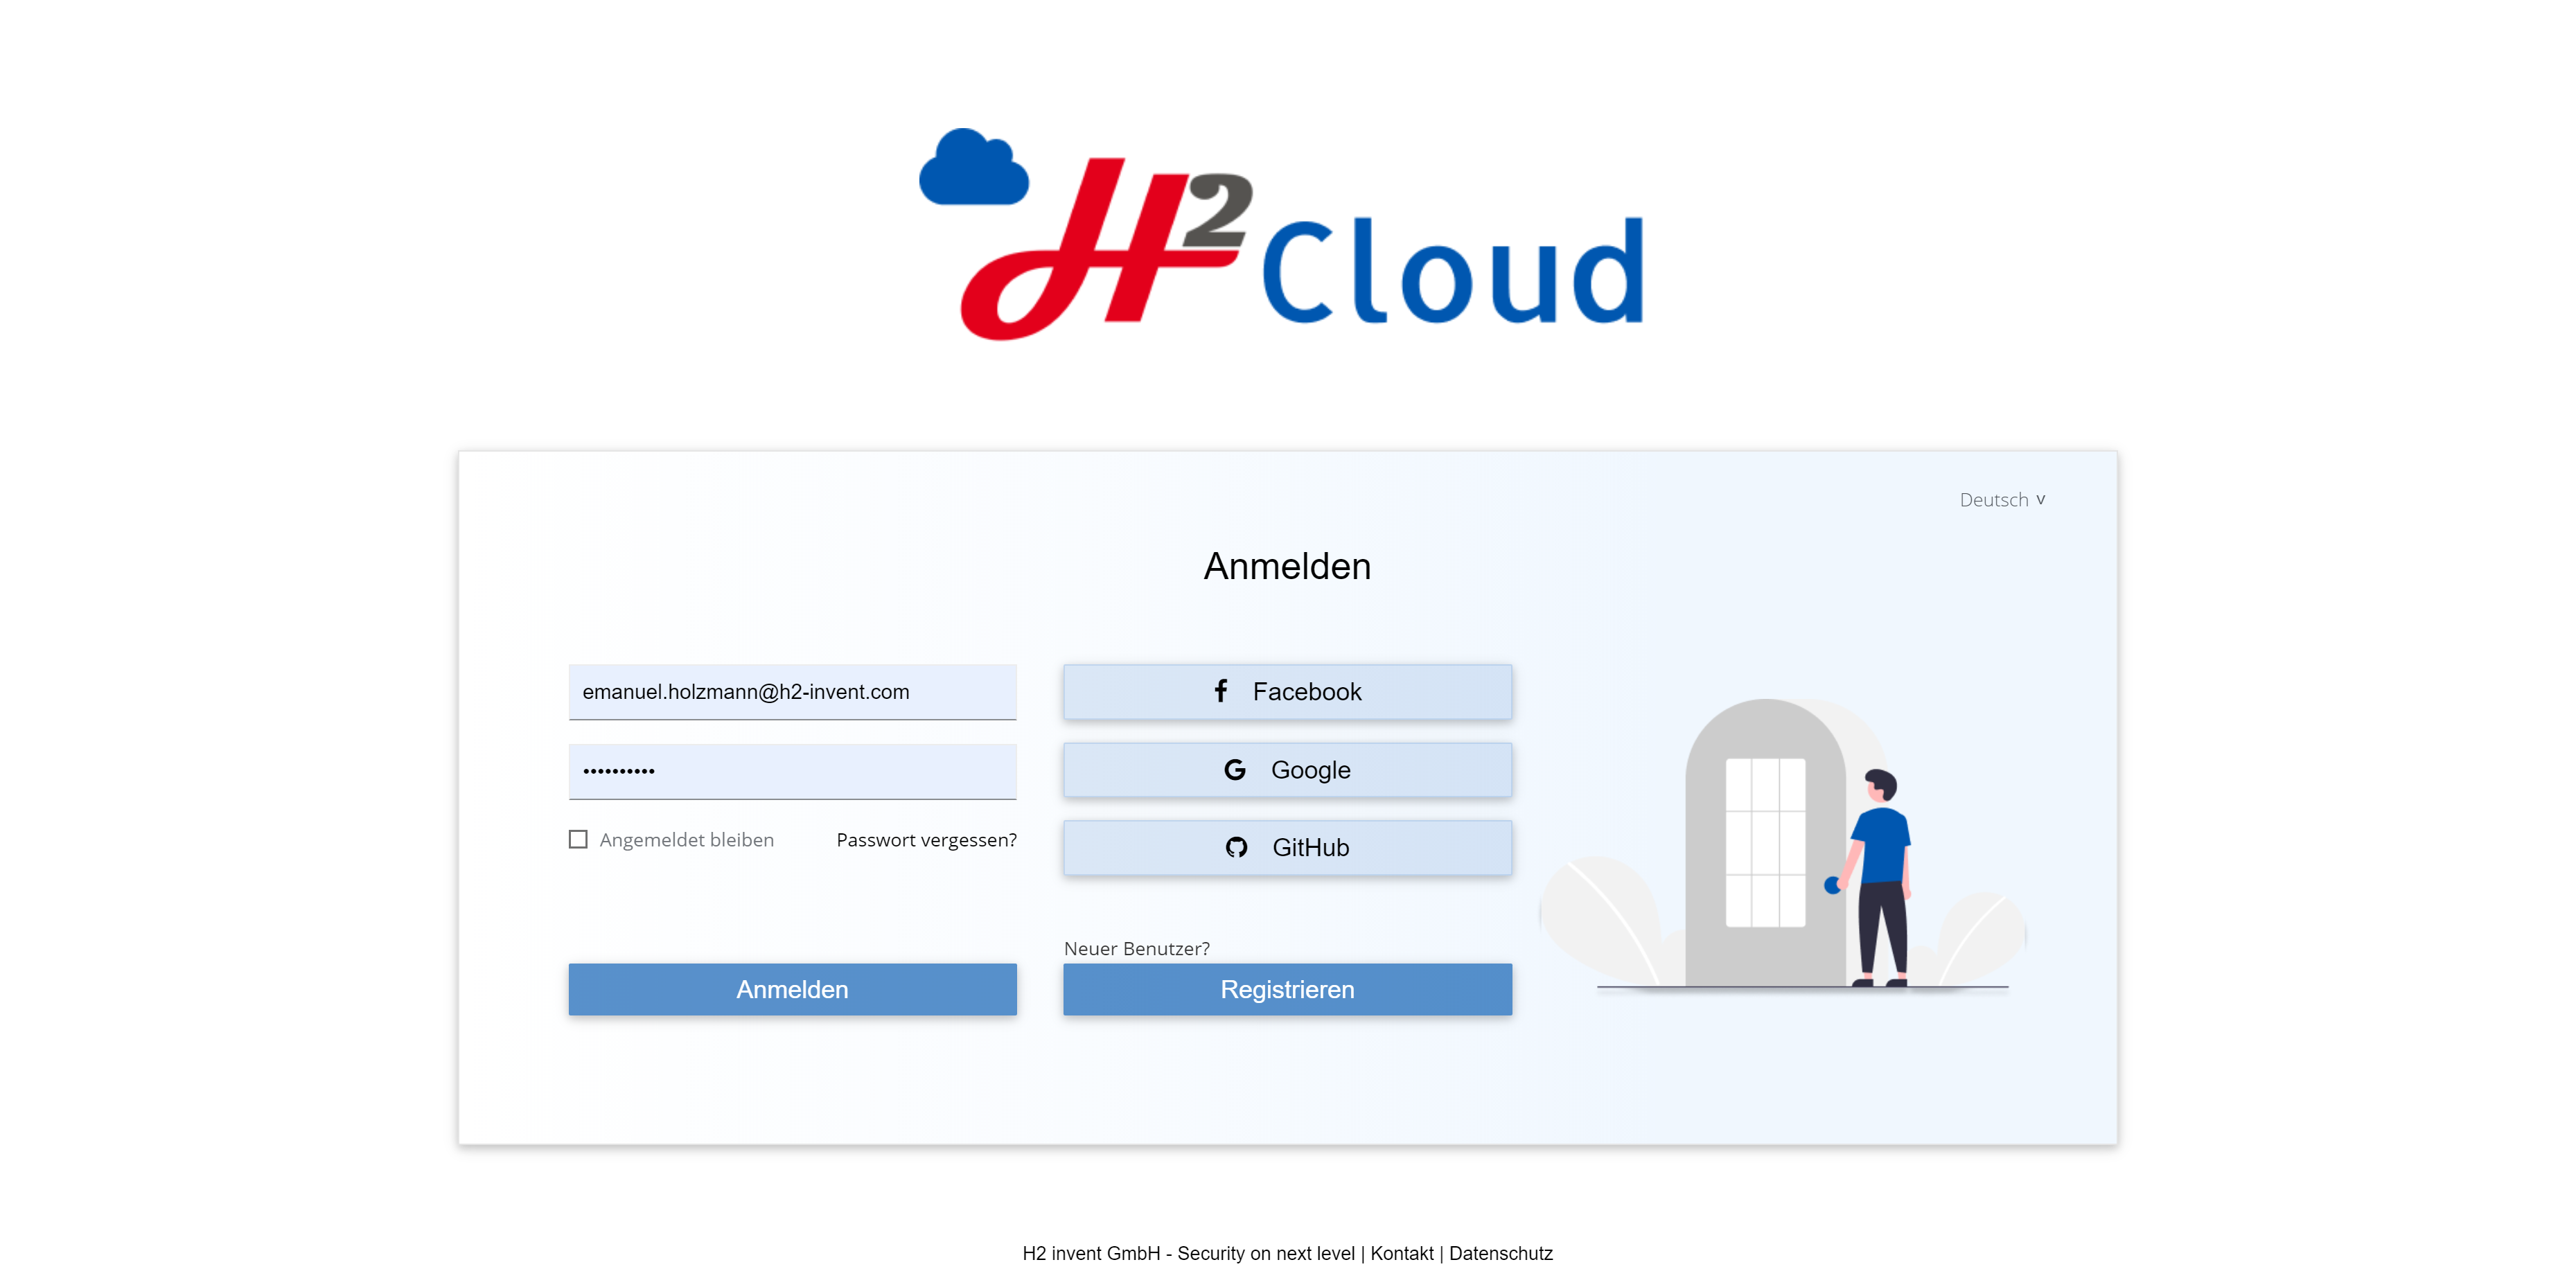 H2 Cloud
Deutsch v
Anmelden
emanuel.holzmann@h2-invent.com
••••••••••
Angemeldet bleiben
Passwort vergessen?
Anmelden
Facebook
Google
GitHub
Neuer Benutzer?
Registrieren
H2 invent GmbH - Security on next level | Kontakt | Datenschutz